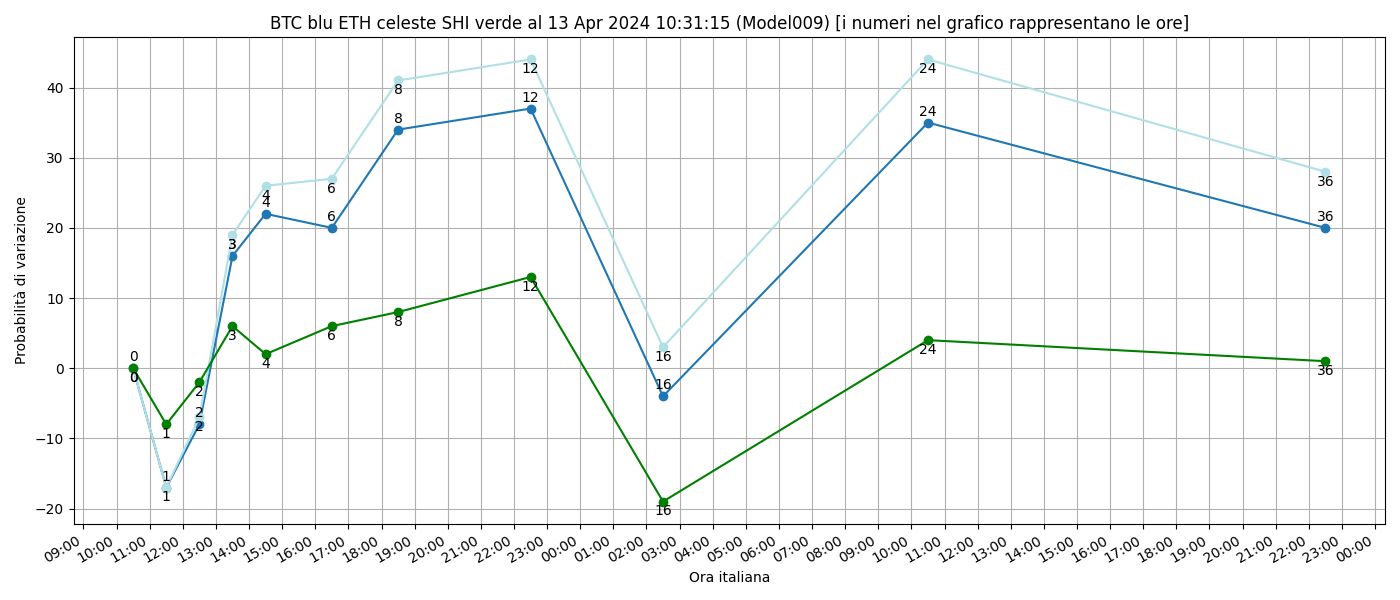 BTC blu ETH celeste SHI verde al 13 Apr 2024 10:31:15 (Model009) [i numeri nel grafico rappresentano le ore]
Probabilità di variazione
40
30
20
10
0
−10
−20
0 1 2 3 4 6 8 12 16 24 36
0 1 2 3 4 6 8 12 16 24 36
0 1 2 3 4 6 8 12 16 24 36
09:00 10:00 11:00 12:00 13:00 14:00 15:00 16:00 17:00 18:00 19:00 20:00 21:00 22:00 23:00 00:00 01:00 02:00 03:00 04:00 05:00 06:00 07:00 08:00 09:00 10:00 11:00 12:00 13:00 14:00 15:00 16:00 17:00 18:00 19:00 20:00 21:00 22:00 23:00 00:00
Ora italiana